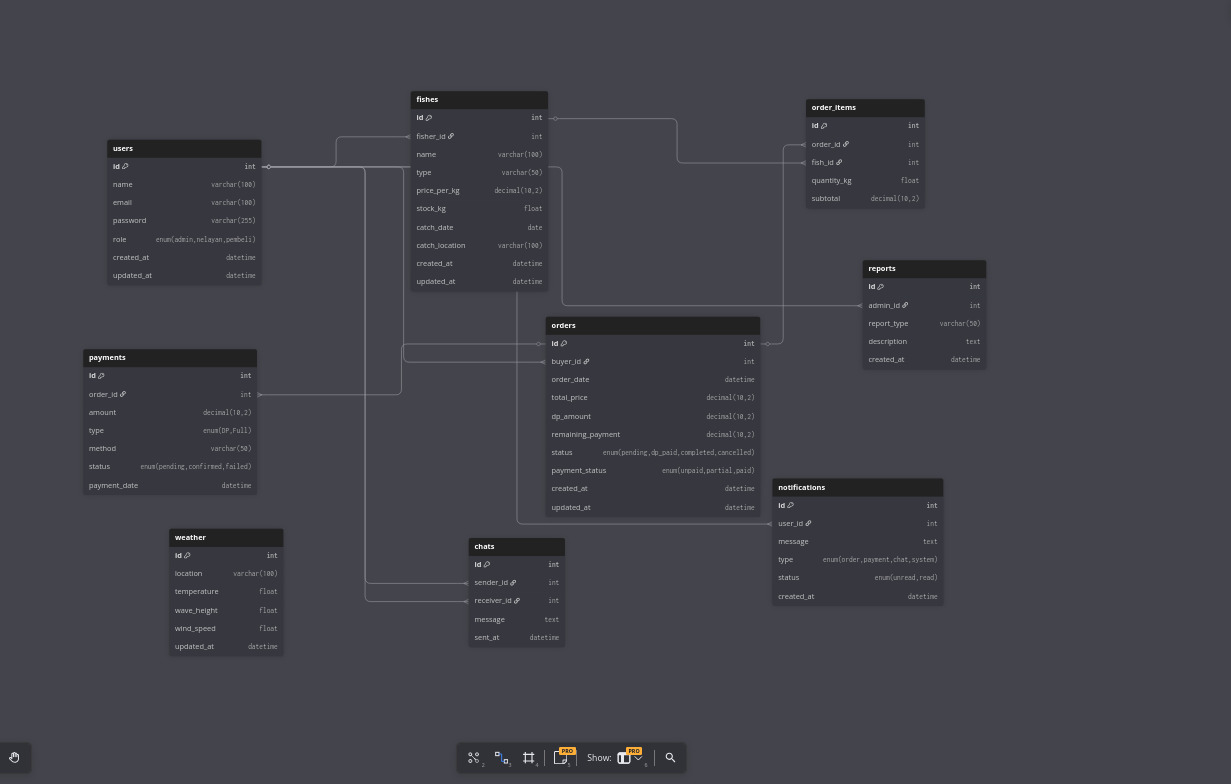 users
id int
name varchar(100)
email varchar(100)
password varchar(255)
role enum(admin,nelayan,pembeli)
created_at datetime
updated_at datetime
fishes
id int
fisher_id int
name varchar(100)
type varchar(50)
price_per_kg decimal(10,2)
stock_kg float
catch_date date
catch_location varchar(100)
created_at datetime
updated_at datetime
order_items
id int
order_id int
fish_id int
quantity_kg float
subtotal decimal(10,2)
reports
id int
admin_id int
report_type varchar(50)
description text
created_at datetime
orders
id int
buyer_id int
order_date datetime
total_price decimal(10,2)
dp_amount decimal(10,2)
remaining_payment decimal(10,2)
status enum(pending,dp_paid,completed,cancelled)
payment_status enum(unpaid,partial,paid)
created_at datetime
updated_at datetime
payments
id int
order_id int
amount decimal(10,2)
type enum(DP,Full)
method varchar(50)
status enum(pending,confirmed,failed)
payment_date datetime
notifications
id int
user_id int
message text
type enum(order,payment,chat,system)
status enum(unread,read)
created_at datetime
weather
id int
location varchar(100)
temperature float
wave_height float
wind_speed float
updated_at datetime
chats
id int
sender_id int
receiver_id int
message text
sent_at datetime
PRO
Show:
PRO